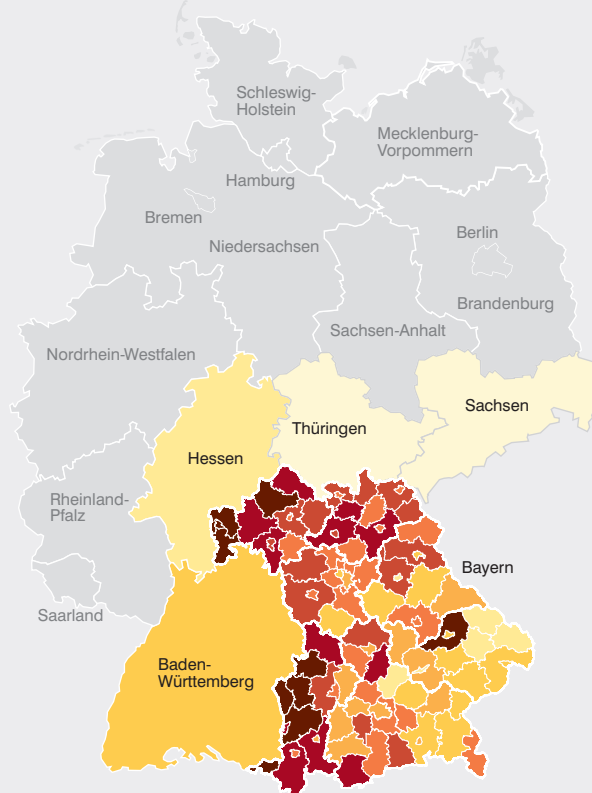 Schleswig-
Holstein
Mecklenburg-
Vorpommern
Hamburg
Bremen
Niedersachsen
Berlin
Brandenburg
Sachsen-Anhalt
Nordrhein-Westfalen
Sachsen
Thüringen
Hessen
Rheinland-
Pfalz
Bayern
Saarland
Baden-
Württemberg